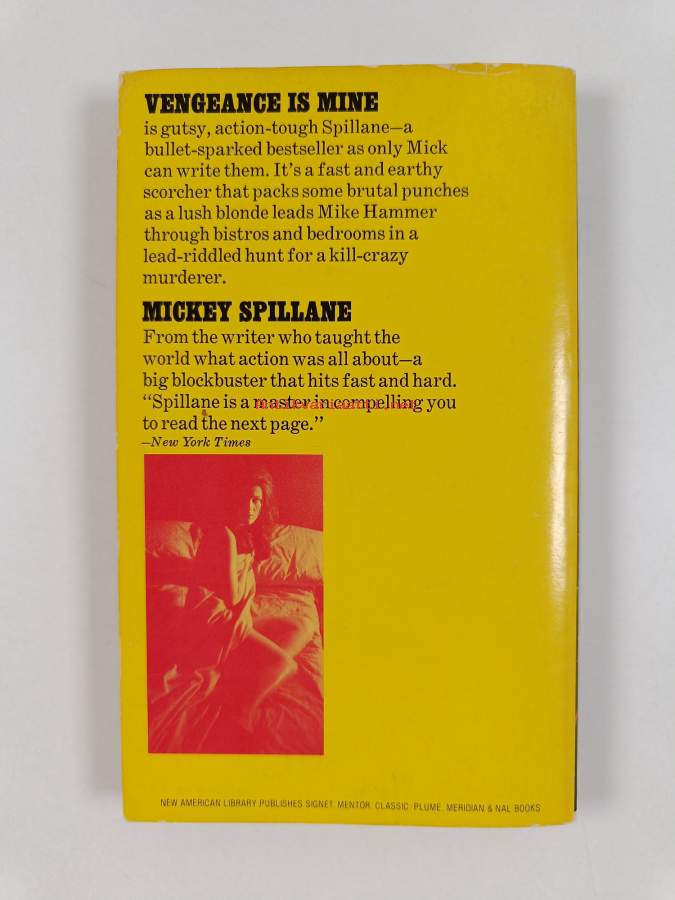 VENGEANCE IS MINE
is gutsy, action-tough Spillane—a
bullet-sparked bestseller as only Mick
can write them. It's a fast and earthy
scorcher that packs some brutal punches
as a lush blonde leads Mike Hammer
through bistros and bedrooms in a
lead-riddled hunt for a kill-crazy
murderer.
MICKEY SPILLANE
From the writer who taught the
world what action was all about—a
big blockbuster that hits fast and hard.
“Spillane is a master in compelling you
to read the next page.”
—New York Times
NEW AMERICAN LIBRARY PUBLISHES SIGNET, MENTOR, CLASSIC, PLUME, MERIDIAN & NAL BOOKS